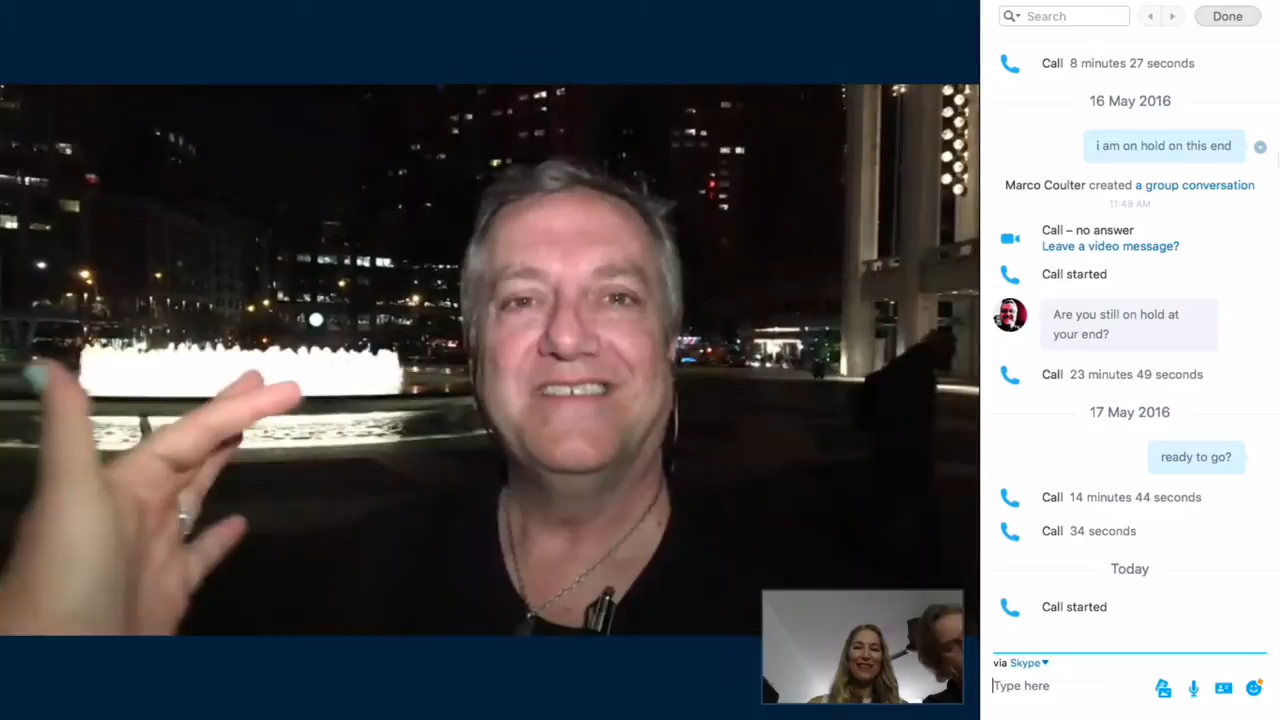 Search
Done
Call 8 minutes 27 seconds
16 May 2016
i am on hold on this end
Marco Coulter created a group conversation
11:49 AM
Call – no answer
Leave a video message?
Call started
Are you still on hold at
your end?
Call 23 minutes 49 seconds
17 May 2016
ready to go?
Call 14 minutes 44 seconds
Call 34 seconds
Today
Call started
via Skype
Type here